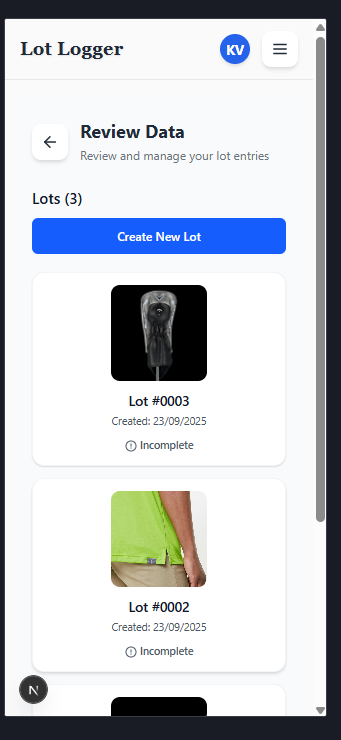 Lot Logger
KV
Review Data
Review and manage your lot entries
Lots (3)
Create New Lot
Lot #0003
Created: 23/09/2025
Incomplete
Lot #0002
Created: 23/09/2025
Incomplete
N